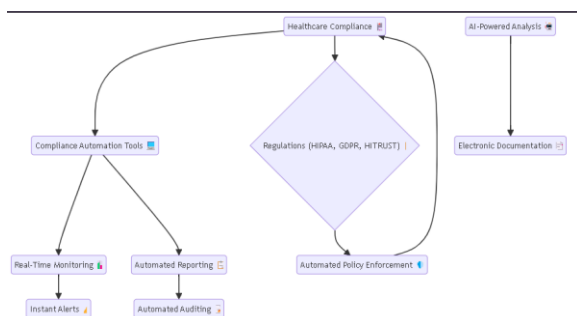 Healthcare Compliance
AI-Powered Analysis
Compliance Automation Tools
Regulations (HIPAA, GDPR, HITRUST)
Electronic Documentation
Real-Time Monitoring
Automated Reporting
Automated Policy Enforcement
Instant Alerts
Automated Auditing